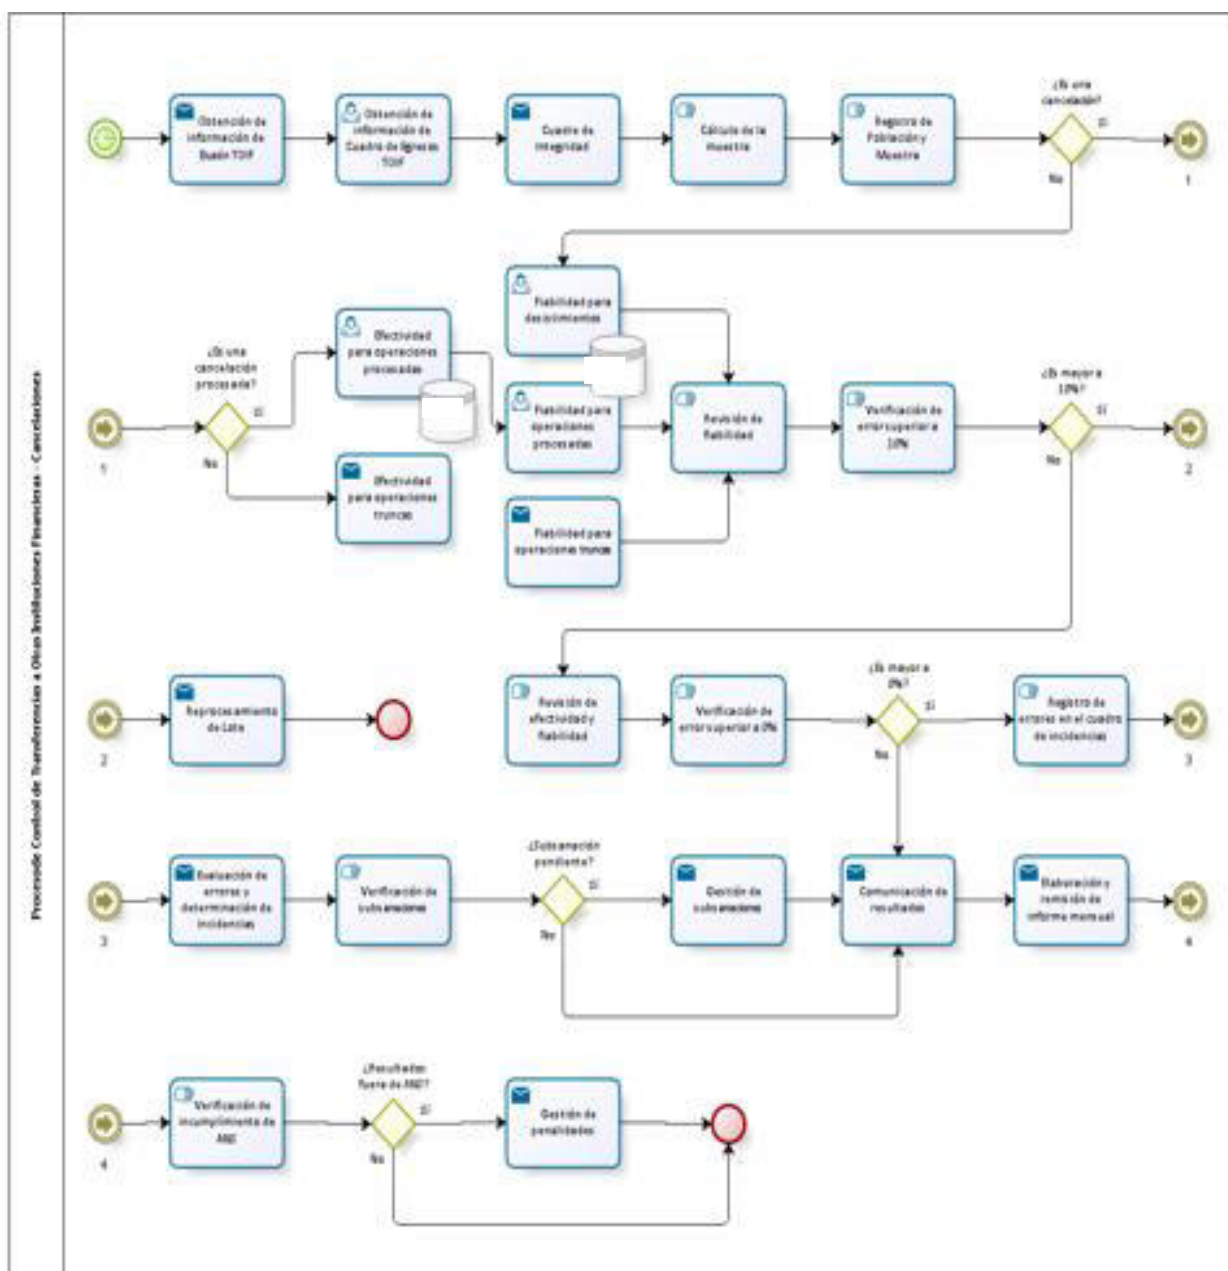 Proceso de Control de Transferencias a Otras Instituciones Financieras - Cancelaciones
Obtención de
información de
Buzón TOIF
Obtención de
información de
Cuadro de Egresos
TOIF
Cuadre de
Integridad
Cálculo de la
muestra
Registro de
Población y
Muestra
¿Es una
cancelación?
Sí
No
1
Fiabilidad para
desistimientos
¿Es una
cancelación
procesada?
Sí
No
1
Efectividad
para operaciones
procesadas
Efectividad
para operaciones
truncas
Fiabilidad para
operaciones
procesadas
Fiabilidad para
operaciones truncas
Revisión de
fiabilidad
Verificación de
error superior a
10%
¿Es mayor a
10%?
Sí
No
2
2
Reprocesamiento
de Lote
Revisión de
efectividad y
fiabilidad
Verificación de
error superior a 0%
¿Es mayor a
0%?
Sí
No
Registro de
errores en el cuadro
de incidencias
3
3
Evaluación de
errores y
determinación de
incidencias
Verificación de
subsanaciones
¿Subsanación
pendiente?
Sí
No
Gestión de
subsanaciones
Comunicación de
resultados
Elaboración y
remisión de
informe mensual
4
4
Verificación de
incumplimiento de
ANS
¿Resultados
fuera de ANS?
Sí
No
Gestión de
penalidades